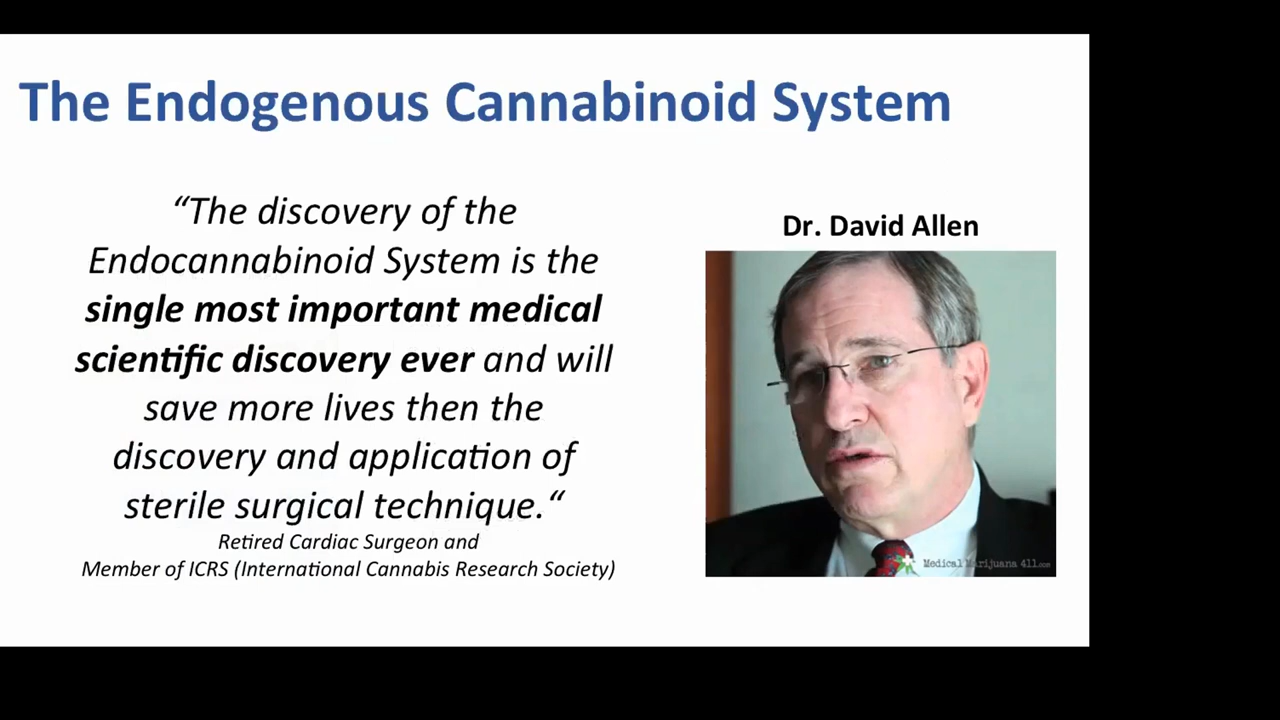 The Endogenous Cannabinoid System
“The discovery of the
Endocannabinoid System is the
single most important medical
scientific discovery ever and will
save more lives then the
discovery and application of
sterile surgical technique.“
Retired Cardiac Surgeon and
Member of ICRS (International Cannabis Research Society)
Dr. David Allen
Medical Marijuana 411.com